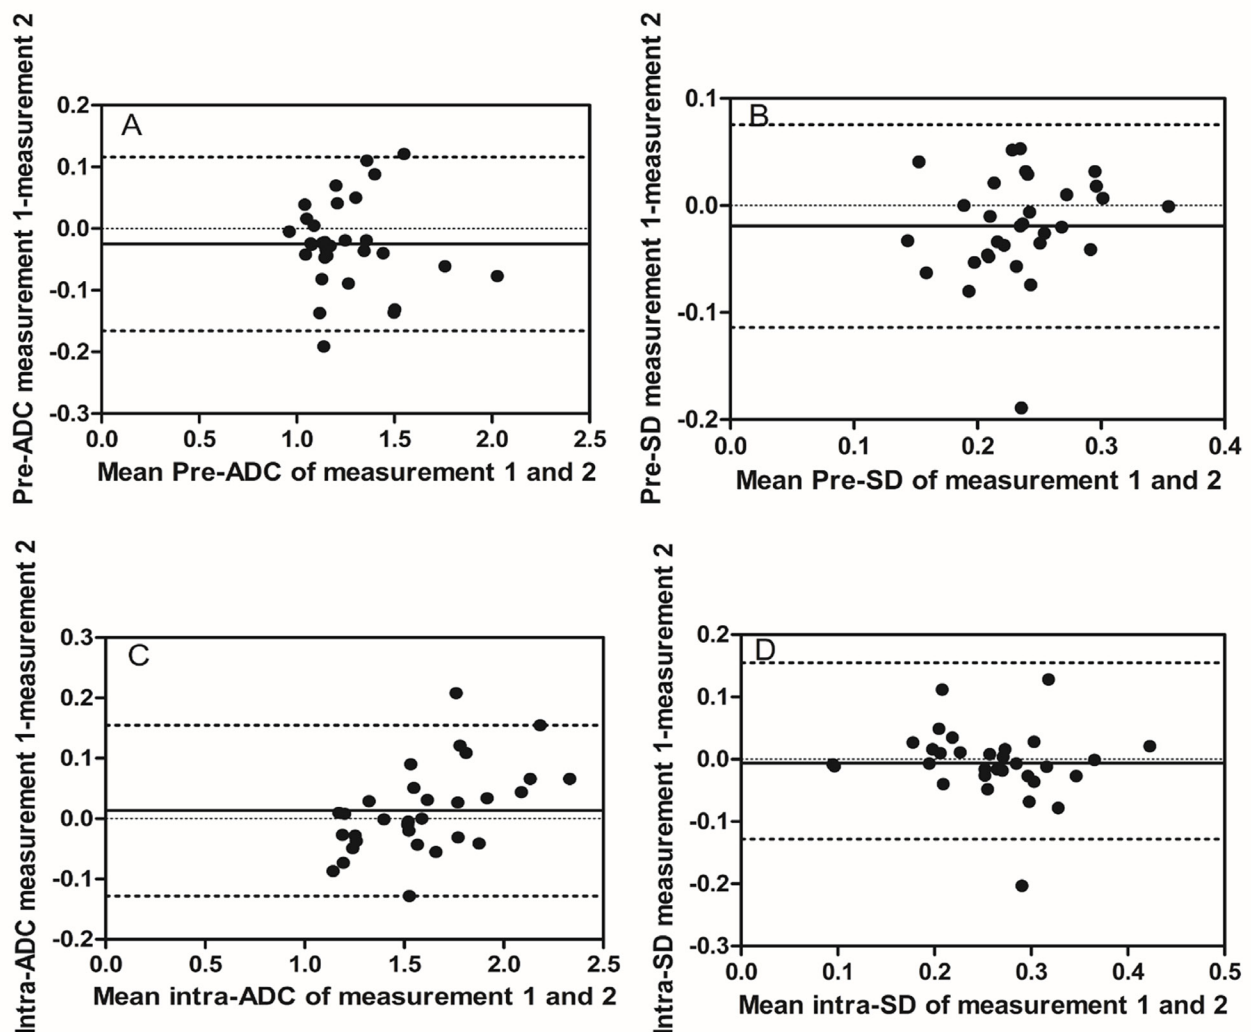 Pre-ADC measurement 1-measurement 2
A
0.2
0.1
0.0
-0.1
-0.2
-0.3
0.0 0.5 1.0 1.5 2.0 2.5
Mean Pre-ADC of measurement 1 and 2
Pre-SD measurement 1-measurement 2
B
0.1
0.0
-0.1
-0.2
0.0 0.1 0.2 0.3 0.4
Mean Pre-SD of measurement 1 and 2
Intra-ADC measurement 1-measurement 2
C
0.3
0.2
0.1
0.0
-0.1
-0.2
0.0 0.5 1.0 1.5 2.0 2.5
Mean intra-ADC of measurement 1 and 2
Intra-SD measurement 1-measurement 2
D
0.2
0.1
0.0
-0.1
-0.2
-0.3
0.0 0.1 0.2 0.3 0.4 0.5
Mean intra-SD of measurement 1 and 2